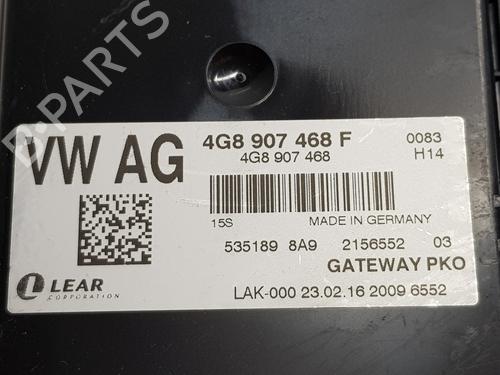 B-PARTS
VW AG
4G8 907 468 F 0083
4G8 907 468 H14
15S MADE IN GERMANY
535189 8A9 2156552 03
GATEWAY PKO
LEAR
CORPORATION
LAK-000 23.02.16 2009 6552